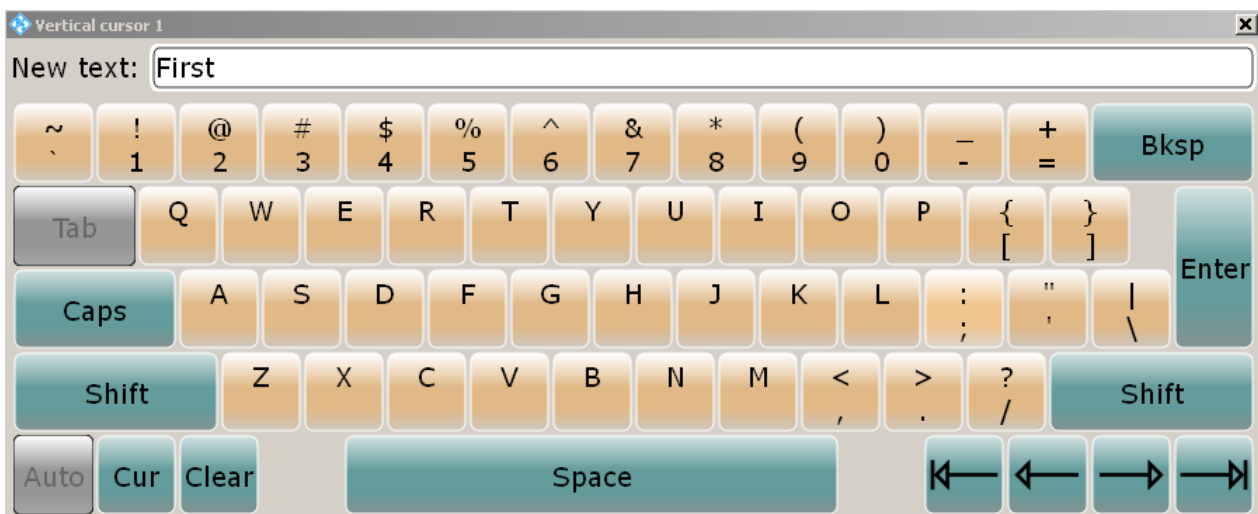 Vertical cursor 1
New text: First
~ ! @ # $ % ^ & * ( ) _ + Bksp
` 1 2 3 4 5 6 7 8 9 0 - =
Tab Q W E R T Y U I O P { }
[ ]
Enter
Caps A S D F G H J K L : " |
; ' \
Shift Z X C V B N M < > ? Shift
, . /
Auto Cur Clear Space